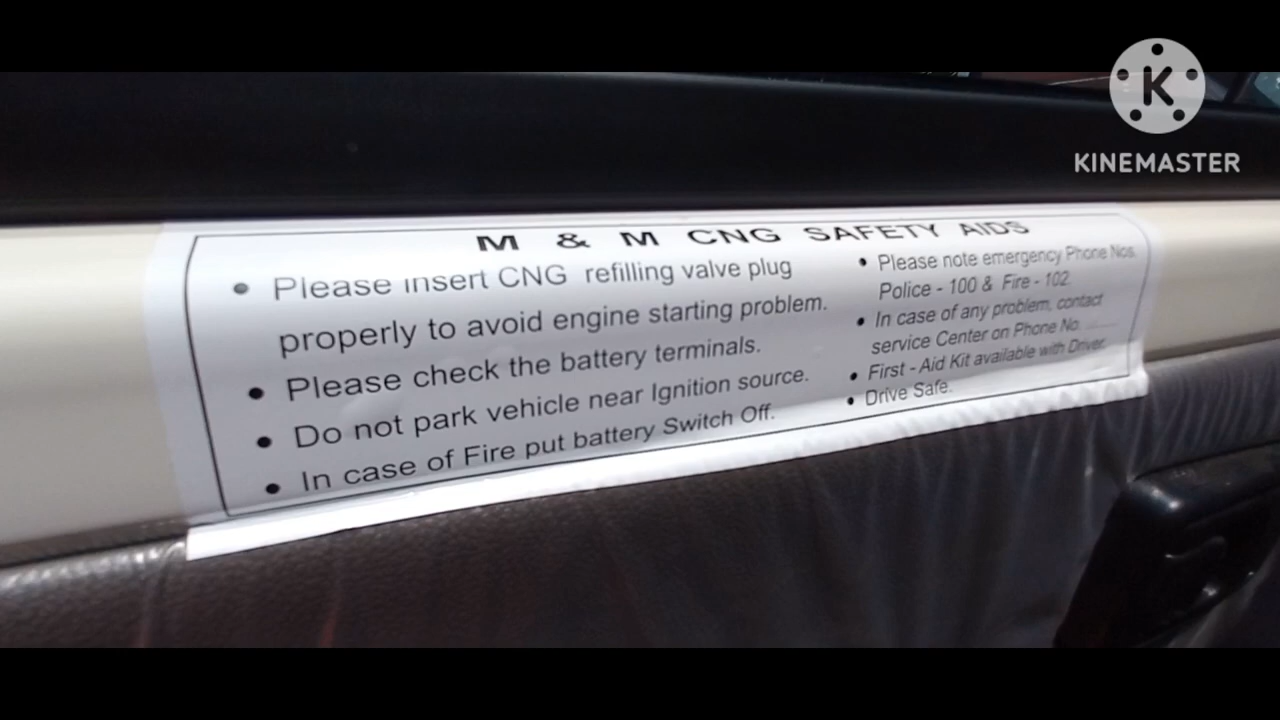 K
KINEMASTER
M & M CNG SAFETY AIDS
• Please insert CNG refilling valve plug
properly to avoid engine starting problem.
• Please check the battery terminals.
• Do not park vehicle near Ignition source.
• In case of Fire put battery Switch Off.
• Please note emergency Phone Nos.
Police - 100 & Fire - 102
• In case of any problem, contact
service Center on Phone No. ........
• First - Aid Kit available with Driver.
• Drive Safe.